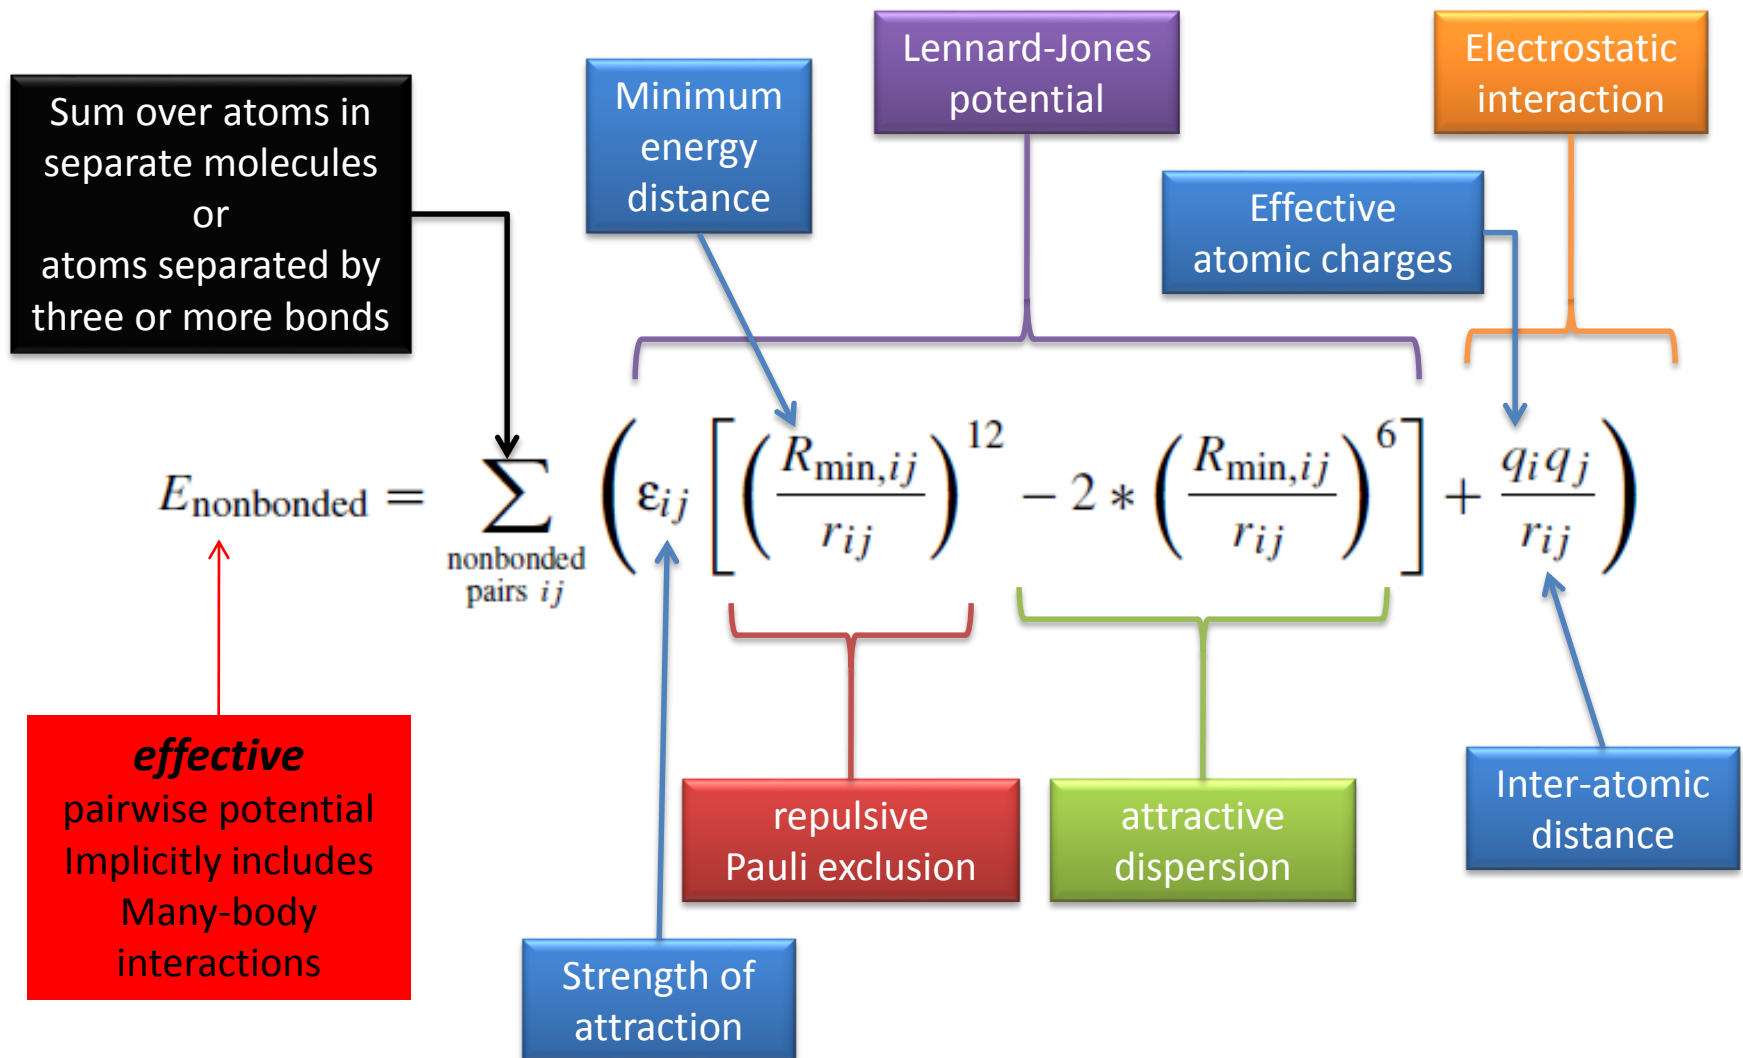 Lennard-Jones
potential
Electrostatic
interaction
Minimum
energy
distance
Sum over atoms in
separate molecules
or
atoms separated by
three or more bonds
Effective
atomic charges
E_nonbonded = ∑_{nonbonded pairs ij} ( ε_ij [ ( R_min,ij / r_ij )^12 − 2 * ( R_min,ij / r_ij )^6 ] + q_i q_j / r_ij )
effective
pairwise potential
Implicitly includes
Many-body
interactions
repulsive
Pauli exclusion
attractive
dispersion
Inter-atomic
distance
Strength of
attraction